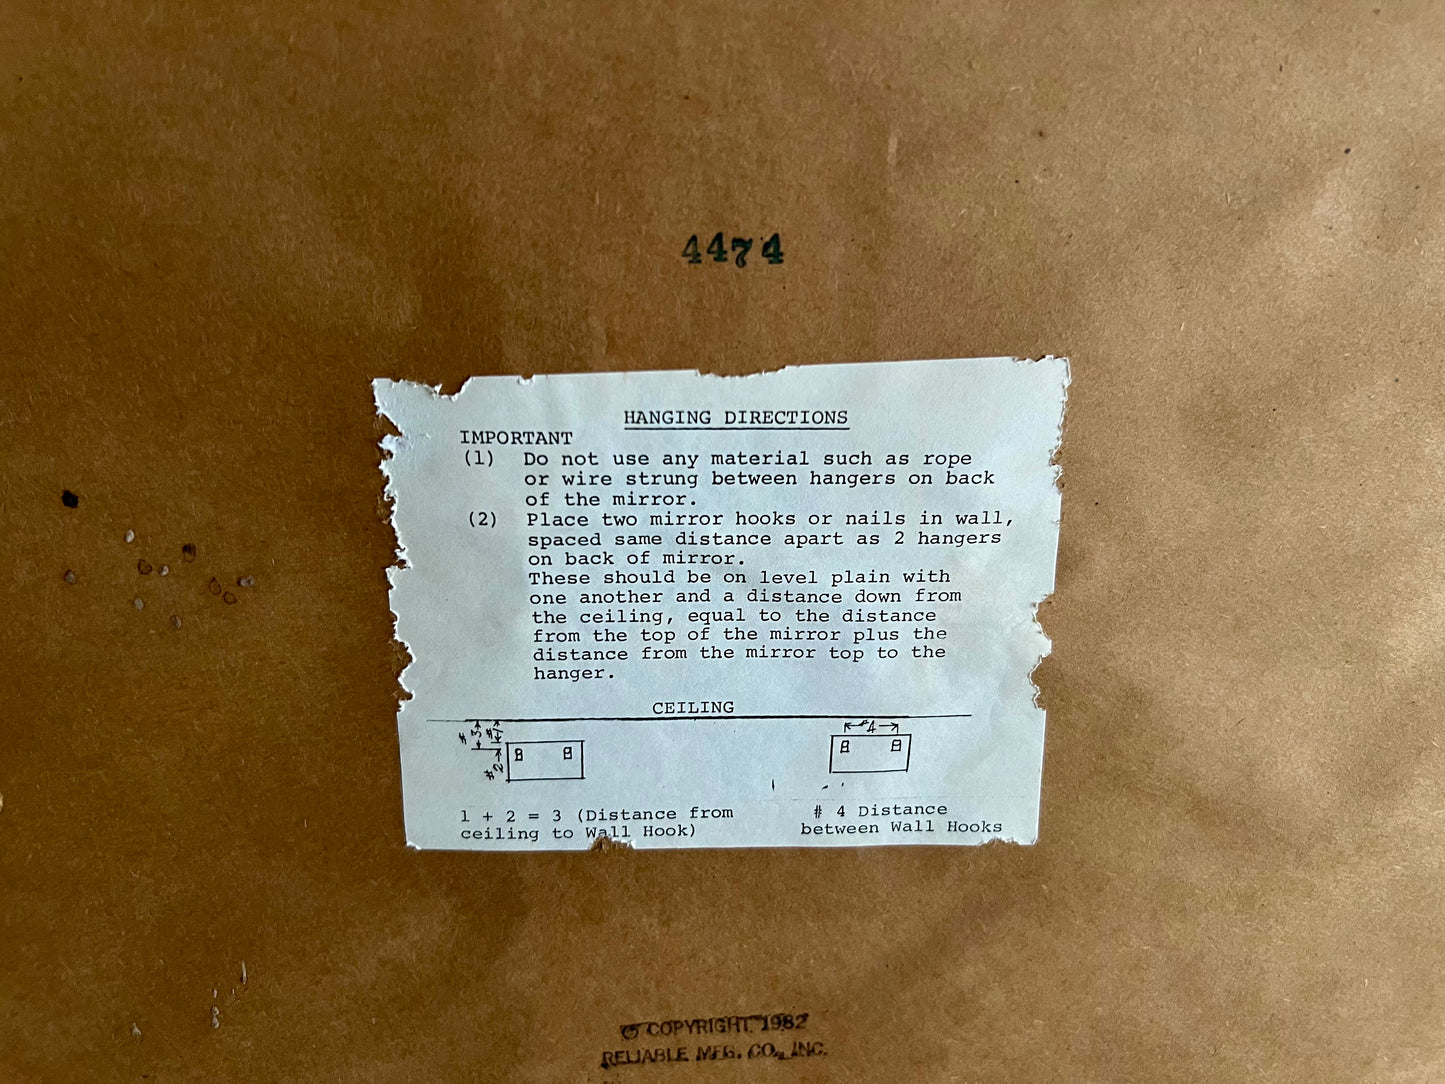 4474
HANGING DIRECTIONS
IMPORTANT
(1) Do not use any material such as rope
or wire strung between hangers on back
of the mirror.
(2) Place two mirror hooks or nails in wall,
spaced same distance apart as 2 hangers
on back of mirror.
These should be on level plain with
one another and a distance down from
the ceiling, equal to the distance
from the top of the mirror plus the
distance from the mirror top to the
hanger.
CEILING
#3 #1
#2
#4
1 + 2 = 3 (Distance from
ceiling to Wall Hook)
# 4 Distance
between Wall Hooks
© COPYRIGHT 1982
RELIABLE MFG. CO., INC.